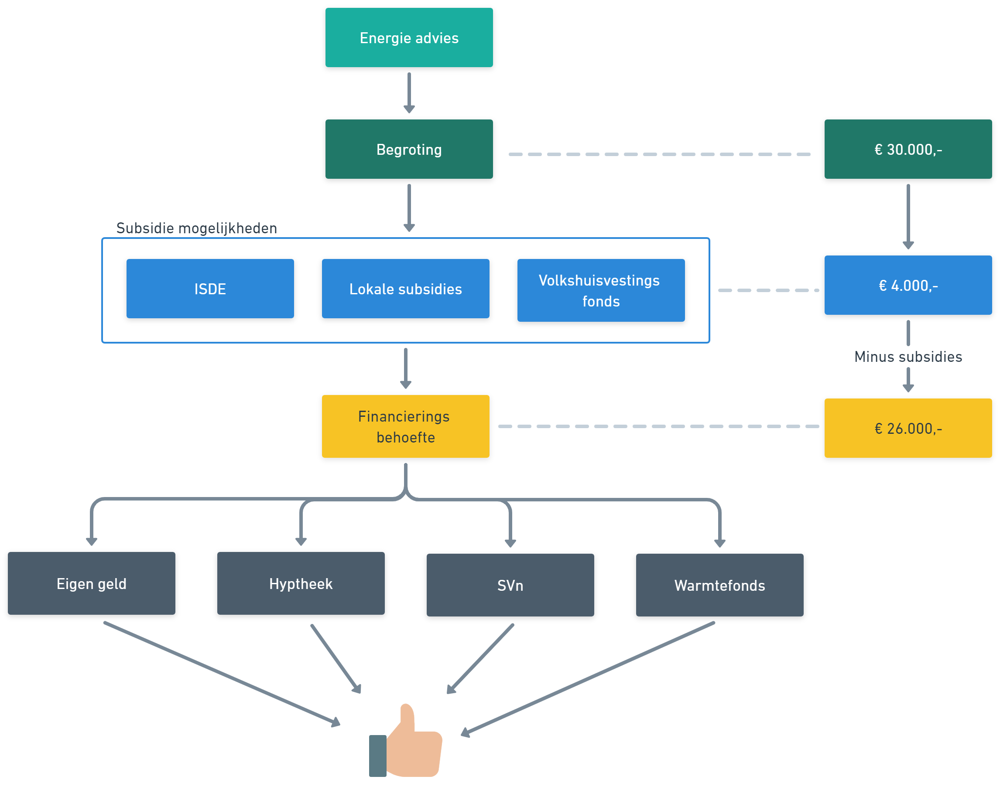 Energie advies
Begroting
€ 30.000,-
Subsidie mogelijkheden
ISDE
Lokale subsidies
Volkshuisvestings
fonds
€ 4.000,-
Minus subsidies
Financierings
behoefte
€ 26.000,-
Eigen geld
Hyptheek
SVn
Warmtefonds